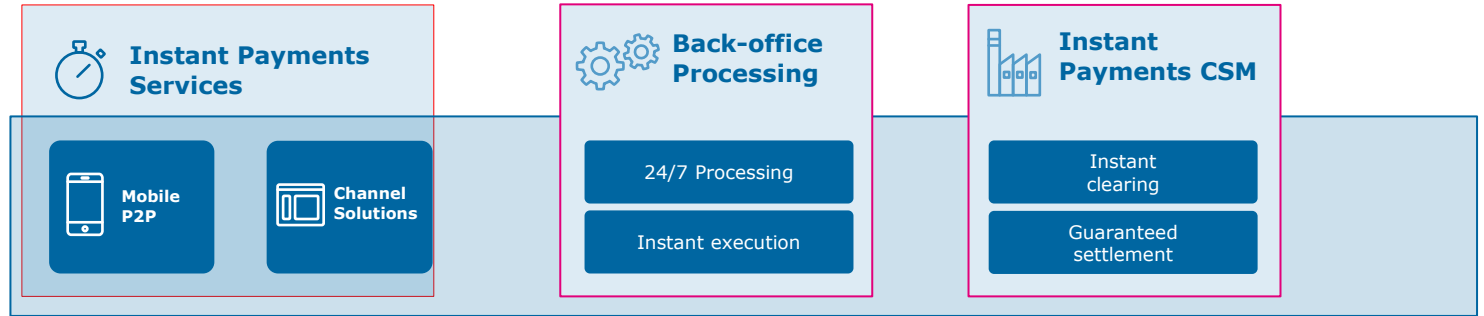 Instant Payments
Services
Mobile
P2P
Channel
Solutions
Back-office
Processing
24/7 Processing
Instant execution
Instant
Payments CSM
Instant
clearing
Guaranteed
settlement